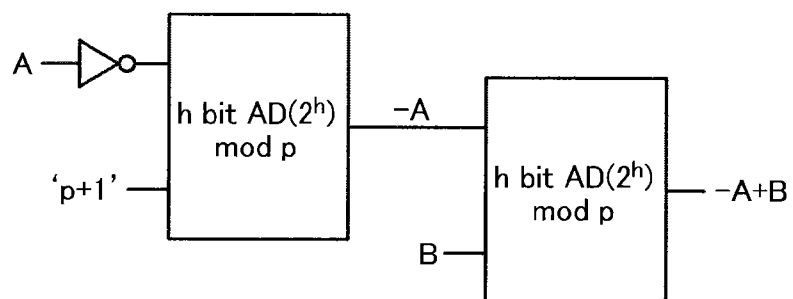 A
h bit AD(2ʰ)
mod p
‘p+1’
-A
h bit AD(2ʰ)
mod p
B
-A+B